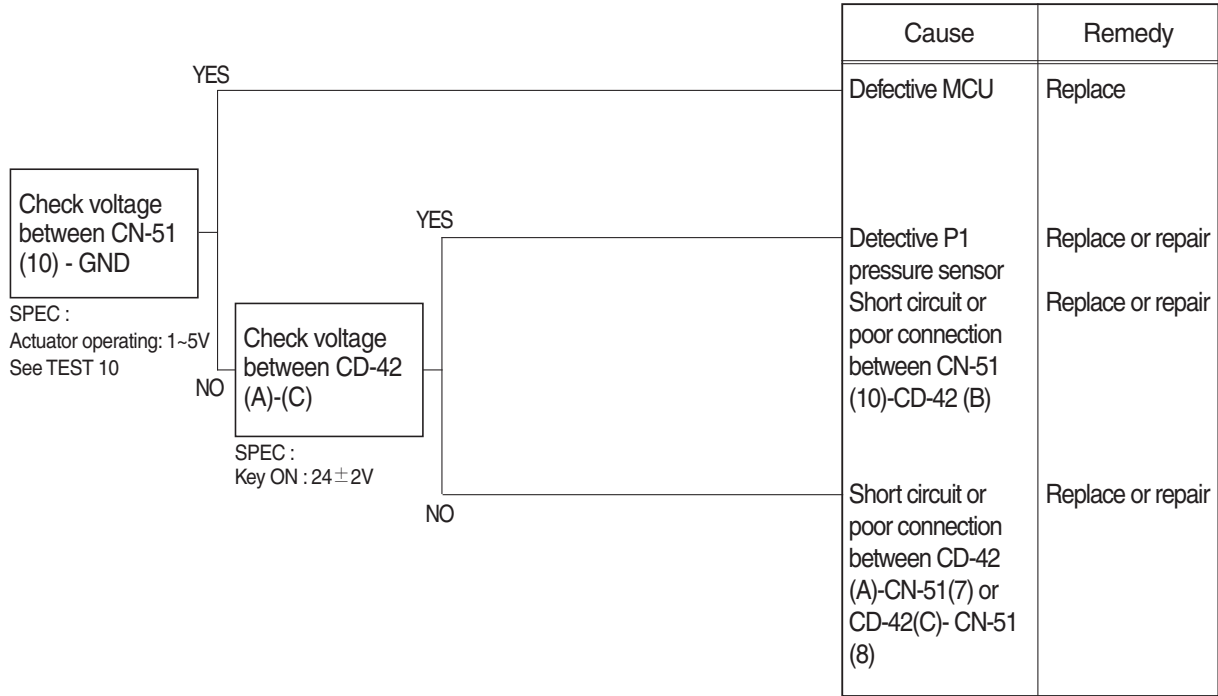 Cause
Remedy
YES
Defective MCU
Replace
Check voltage
between CN-51
(10) - GND
SPEC :
Actuator operating: 1~5V
See TEST 10
YES
Detective P1
pressure sensor
Replace or repair
Short circuit or
poor connection
between CN-51
(10)-CD-42 (B)
Replace or repair
NO
Check voltage
between CD-42
(A)-(C)
SPEC :
Key ON : 24±2V
NO
Short circuit or
poor connection
between CD-42
(A)-CN-51(7) or
CD-42(C)- CN-51
(8)
Replace or repair